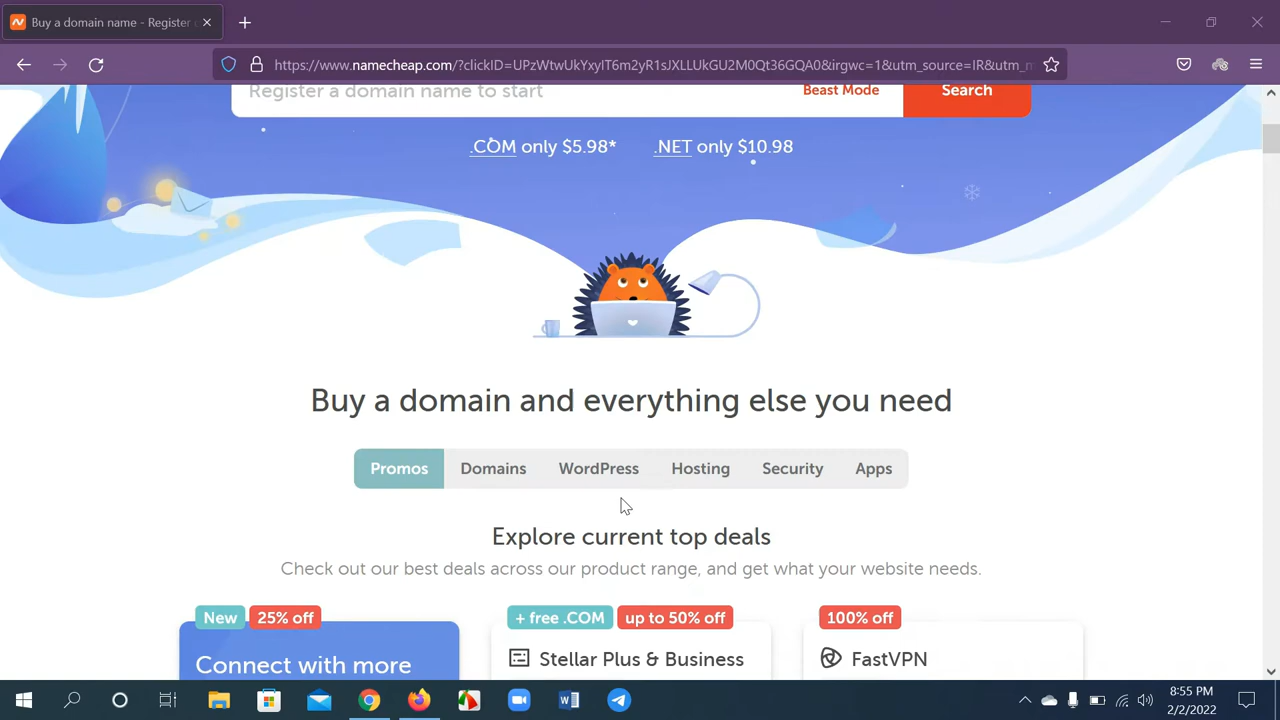 Buy a domain name - Register
https://www.namecheap.com/?clickID=UPzWtwUkYxyIT6m2yR1sJXLLUkGU2M0Qt36GQA0&irgwc=1&utm_source=IR&utm_m
Register a domain name to start
Beast Mode
Search
.COM only $5.98*
.NET only $10.98
Buy a domain and everything else you need
Promos Domains WordPress Hosting Security Apps
Explore current top deals
Check out our best deals across our product range, and get what your website needs.
New 25% off
+ free .COM up to 50% off
100% off
Connect with more
Stellar Plus & Business
FastVPN
8:55 PM
2/2/2022